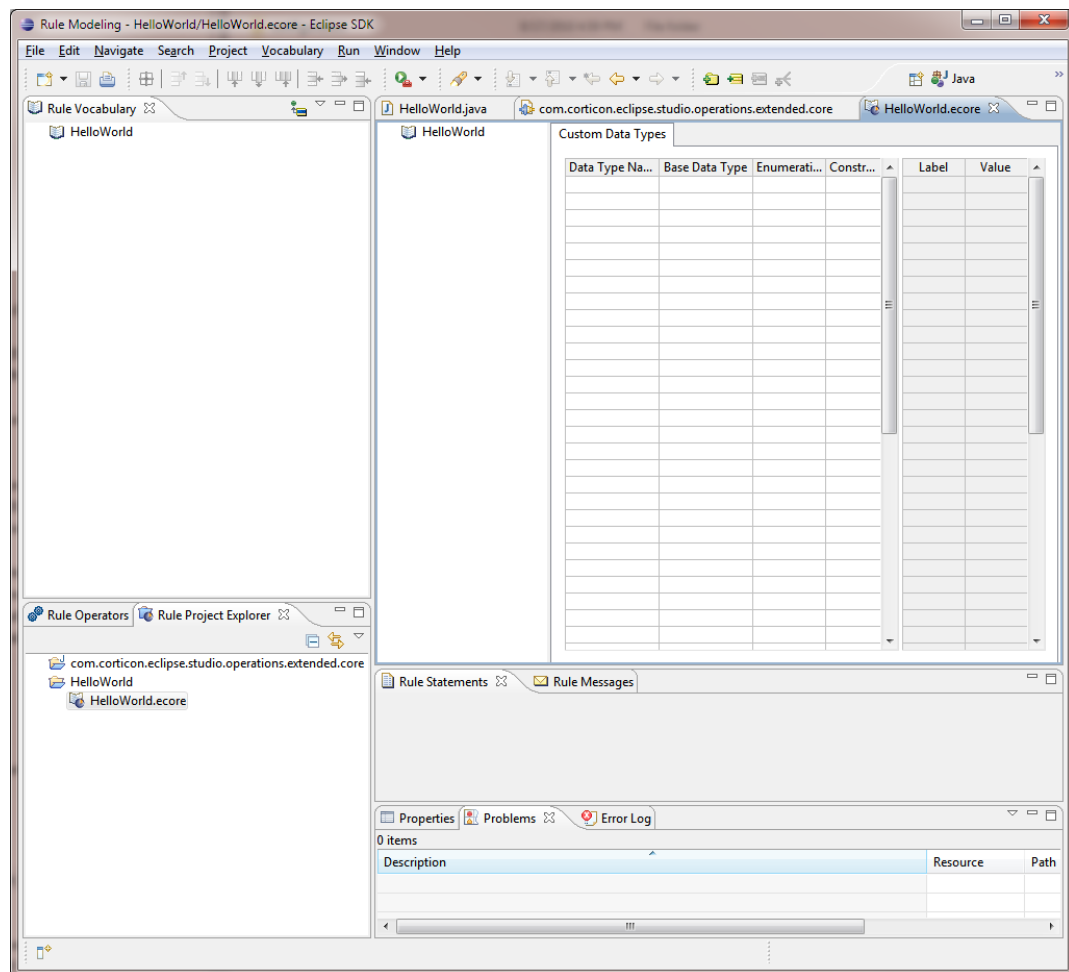 Rule Modeling - HelloWorld/HelloWorld.ecore - Eclipse SDK
File Edit Navigate Search Project Vocabulary Run Window Help
Java
Rule Vocabulary
HelloWorld
HelloWorld.java
com.corticon.eclipse.studio.operations.extended.core
HelloWorld.ecore
HelloWorld
Custom Data Types
Data Type Na... Base Data Type Enumerati... Constr... Label Value
Rule Operators
Rule Project Explorer
com.corticon.eclipse.studio.operations.extended.core
HelloWorld
HelloWorld.ecore
Rule Statements
Rule Messages
Properties
Problems
Error Log
0 items
Description Resource Path